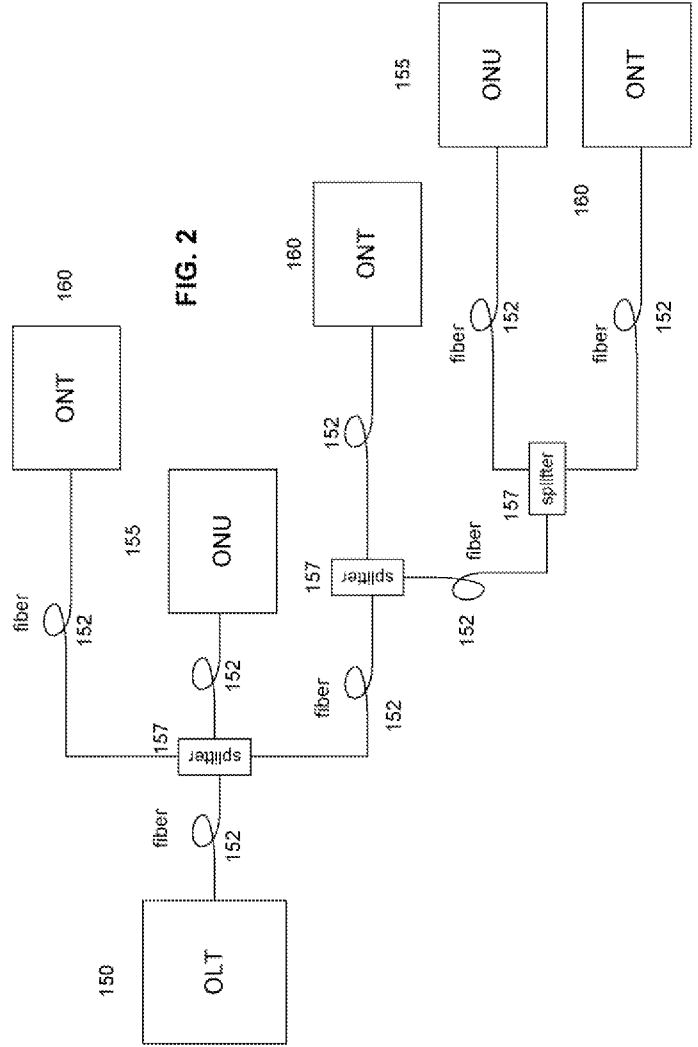 FIG. 2
150
OLT
fiber
152
157
splitter
fiber
152
160
ONT
152
155
ONU
fiber
152
157
splitter
152
160
ONT
fiber
152
157
splitter
fiber
152
155
ONU
fiber
152
160
ONT